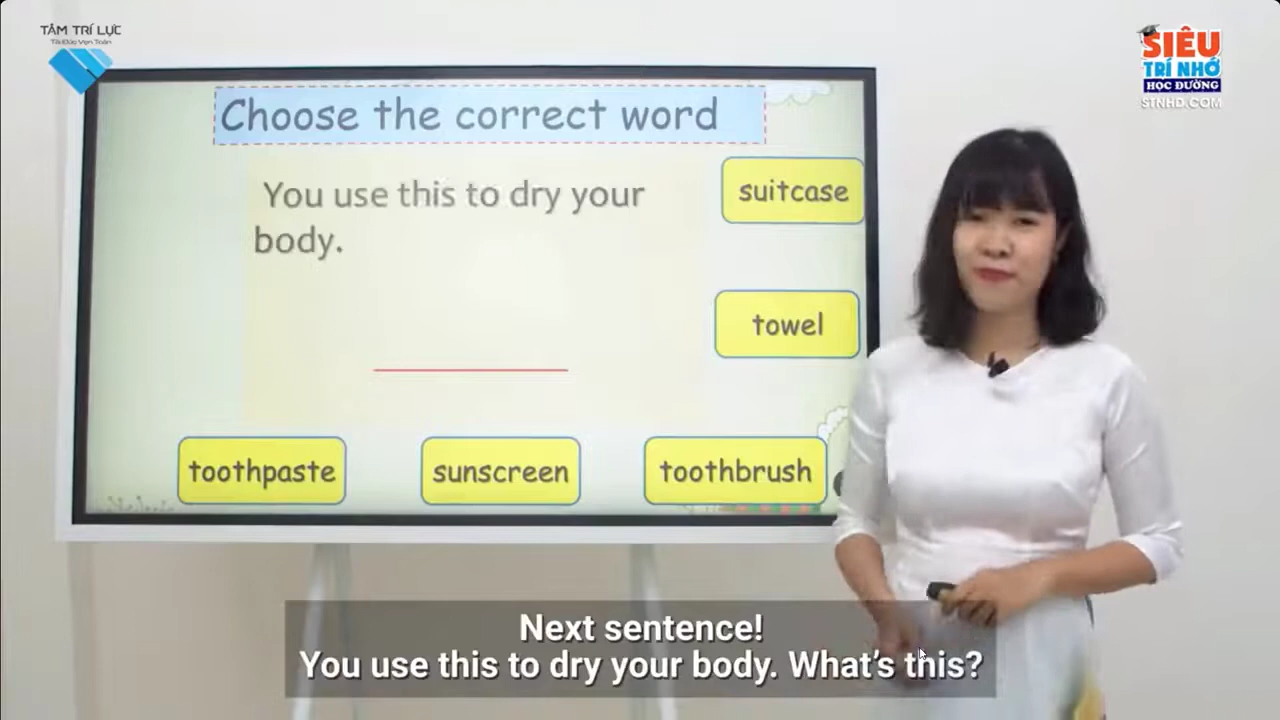 TÂM TRÍ LỰC
SIÊU
TRÍ NHỚ
HỌC ĐƯỜNG
STNHD.COM
Choose the correct word
You use this to dry your
body.
suitcase
towel
toothpaste
sunscreen
toothbrush
Next sentence!
You use this to dry your body. What's this?